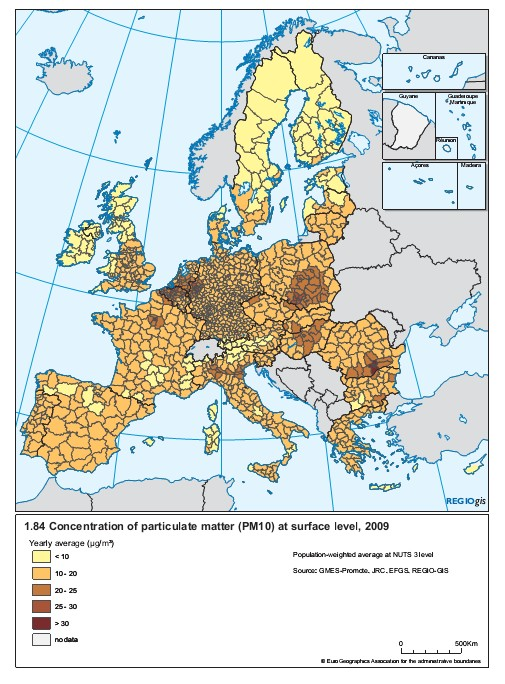 Canarias
Guyane
Guadeloupe
Martinique
Réunion
Açores
Madeira
REGIOgis
1.84 Concentration of particulate matter (PM10) at surface level, 2009
Yearly average (µg/m³)
< 10
10 - 20
20 - 25
25 - 30
> 30
no data
Population-weighted average at NUTS 3 level
Source: GMES-Promote, JRC, EFGS, REGIO-GIS
0 500 Km
© EuroGeographics Association for the administrative boundaries